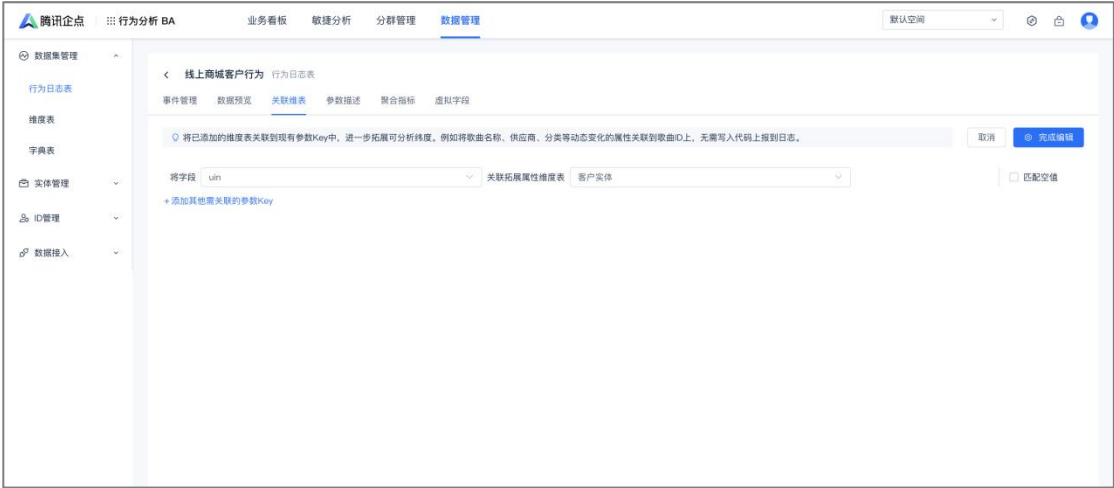 腾讯企点 行为分析 BA 业务看板 敏捷分析 分群管理 数据管理 默认空间
数据集管理
行为日志表
维度表
字典表
实体管理
ID管理
数据接入
线上商城客户行为 行为日志表
事件管理 数据预览 关联维表 参数描述 聚合指标 虚拟字段
将已添加的维度表关联到现有参数Key中，进一步拓展可分析纬度。例如将歌曲名称、供应商、分类等动态变化的属性关联到歌曲ID上，无需写入代码上报到日志。 取消 完成编辑
将字段 uin 关联拓展属性维度表 客户实体 匹配空值
+ 添加其他需关联的参数Key